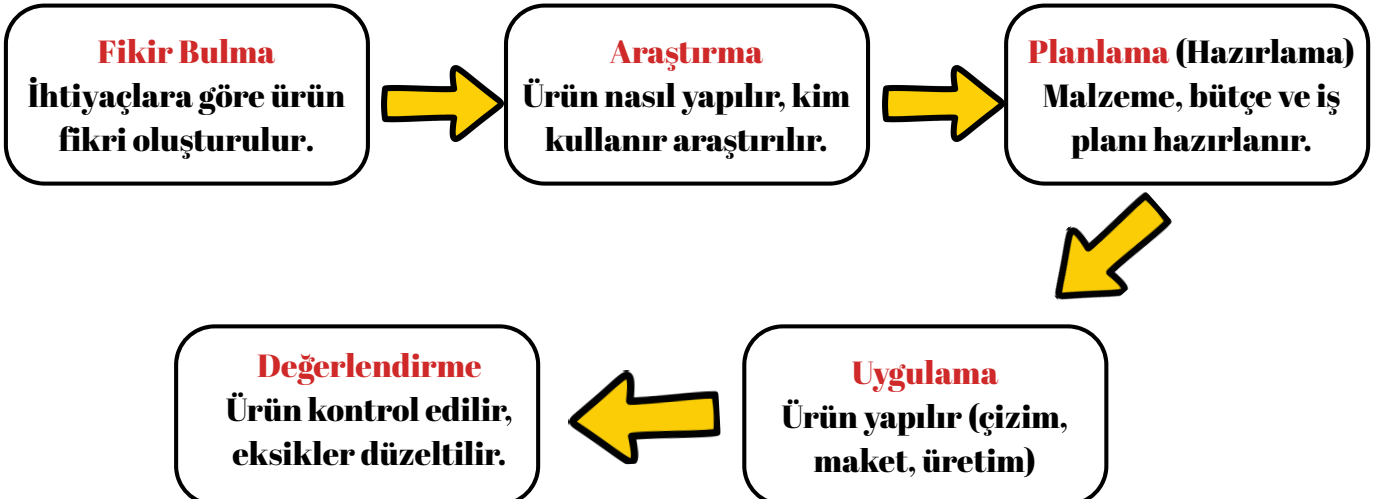 Fikir Bulma
İhtiyaçlara göre ürün
fikri oluşturulur.
Araştırma
Ürün nasıl yapılır, kim
kullanır araştırılır.
Planlama (Hazırlama)
Malzeme, bütçe ve iş
planı hazırlanır.
Uygulama
Ürün yapılır (çizim,
maket, üretim)
Değerlendirme
Ürün kontrol edilir,
eksikler düzeltilir.